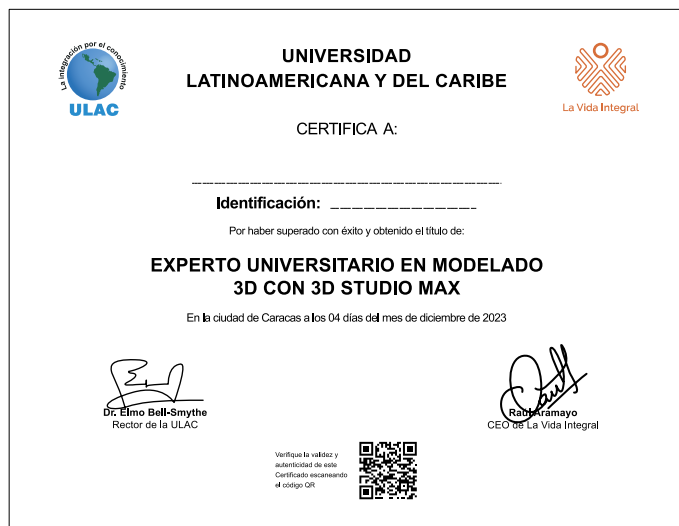 La integración por el conocimiento
ULAC
UNIVERSIDAD
LATINOAMERICANA Y DEL CARIBE
La Vida Integral
CERTIFICA A:
Identificación:
Por haber superado con éxito y obtenido el título de:
EXPERTO UNIVERSITARIO EN MODELADO
3D CON 3D STUDIO MAX
En la ciudad de Caracas a los 04 días del mes de diciembre de 2023
Dr. Elmo Bell-Smythe
Rector de la ULAC
Raúl Aramayo
CEO de La Vida Integral
Verifique la validez y
autenticidad de este
Certificado escaneando
el código QR